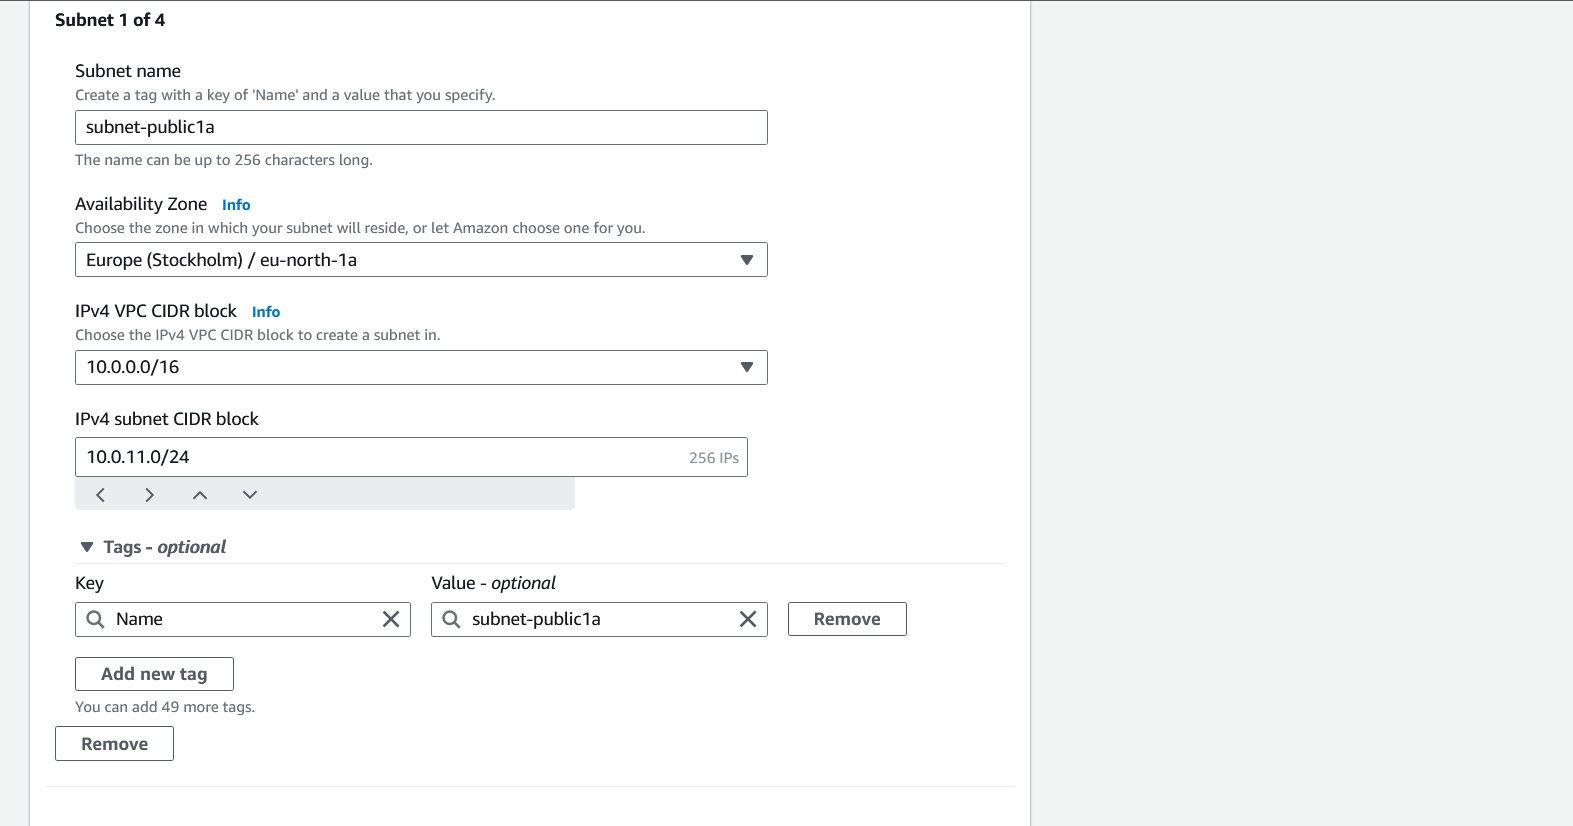 Subnet 1 of 4
Subnet name
Create a tag with a key of 'Name' and a value that you specify.
subnet-public1a
The name can be up to 256 characters long.
Availability Zone Info
Choose the zone in which your subnet will reside, or let Amazon choose one for you.
Europe (Stockholm) / eu-north-1a
IPv4 VPC CIDR block Info
Choose the IPv4 VPC CIDR block to create a subnet in.
10.0.0.0/16
IPv4 subnet CIDR block
10.0.11.0/24 256 IPs
Tags - optional
Key Value - optional
Name subnet-public1a Remove
Add new tag
You can add 49 more tags.
Remove